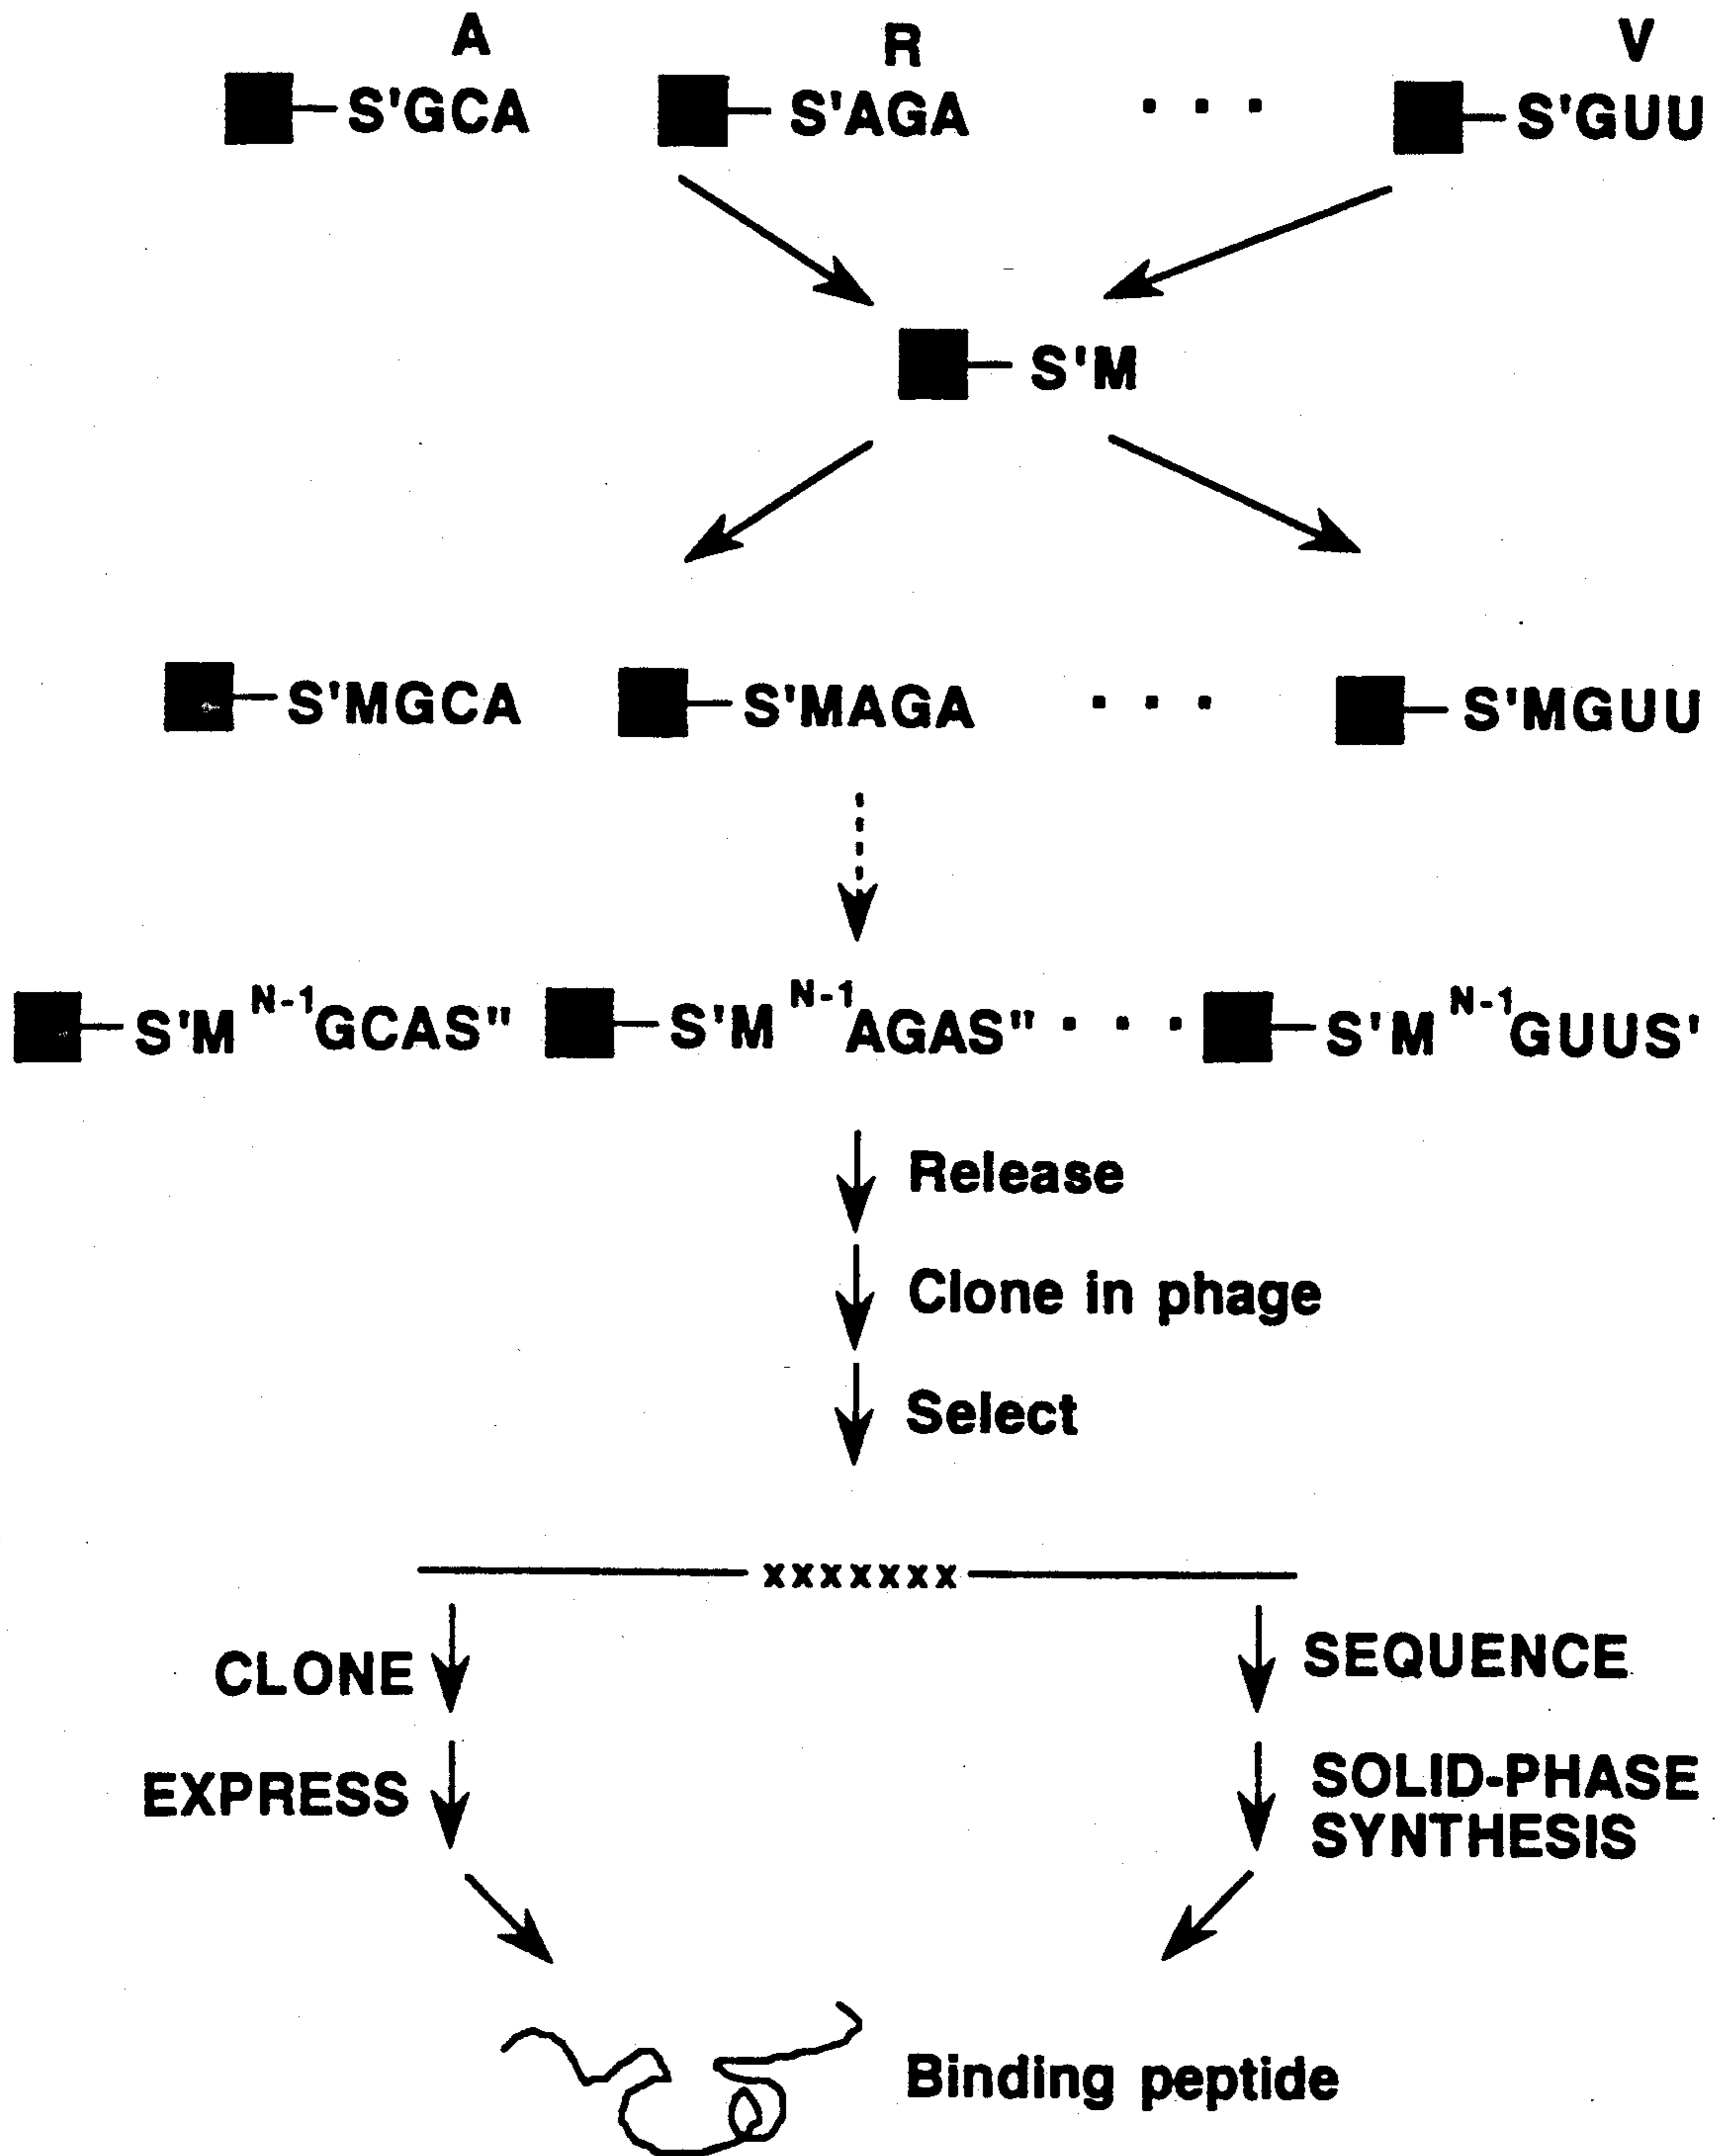 A R V
S'GCA S'AGA . . . S'GUU
S'M
S'MGCA S'MAGA . . . S'MGUU
S'M N-1 GCAS" S'M N-1 AGAS" . . . S'M N-1 GUUS'
Release
Clone in phage
Select
xxxxxxx
CLONE SEQUENCE
EXPRESS SOLID-PHASE
SYNTHESIS
Binding peptide